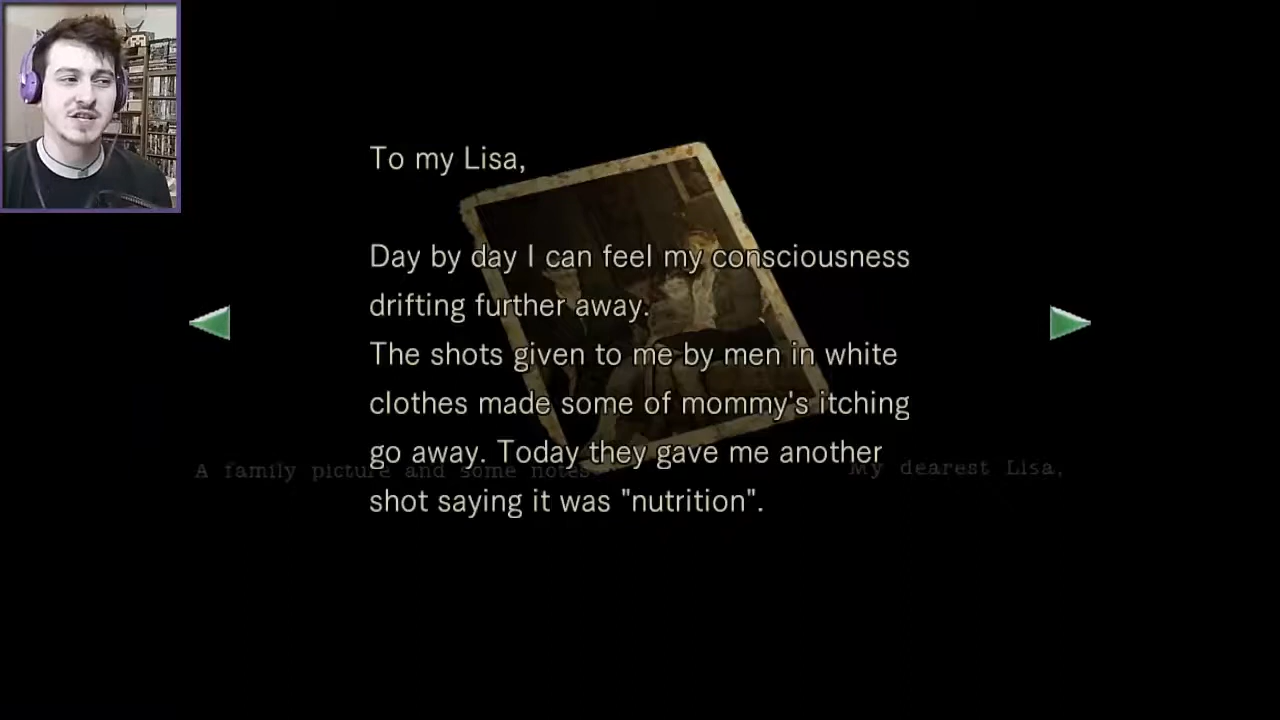 To my Lisa,
Day by day I can feel my consciousness
drifting further away.
The shots given to me by men in white
clothes made some of mommy's itching
go away. Today they gave me another
shot saying it was "nutrition".
A family picture and some notes
My dearest Lisa,